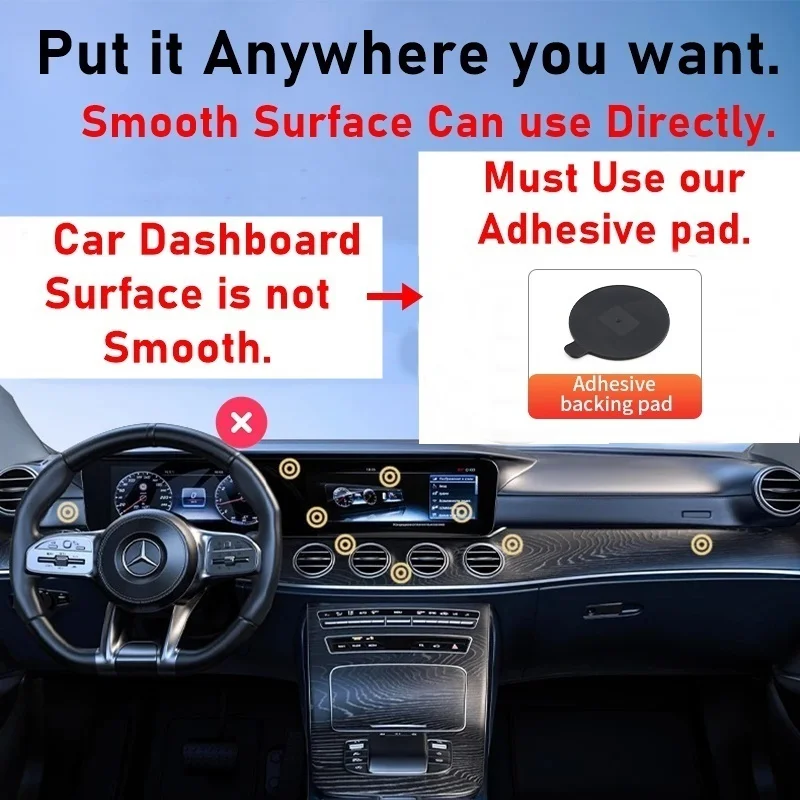 Put it Anywhere you want.
Smooth Surface Can use Directly.
Must Use our
Adhesive pad.
Car Dashboard
Surface is not
Smooth.
Adhesive
backing pad